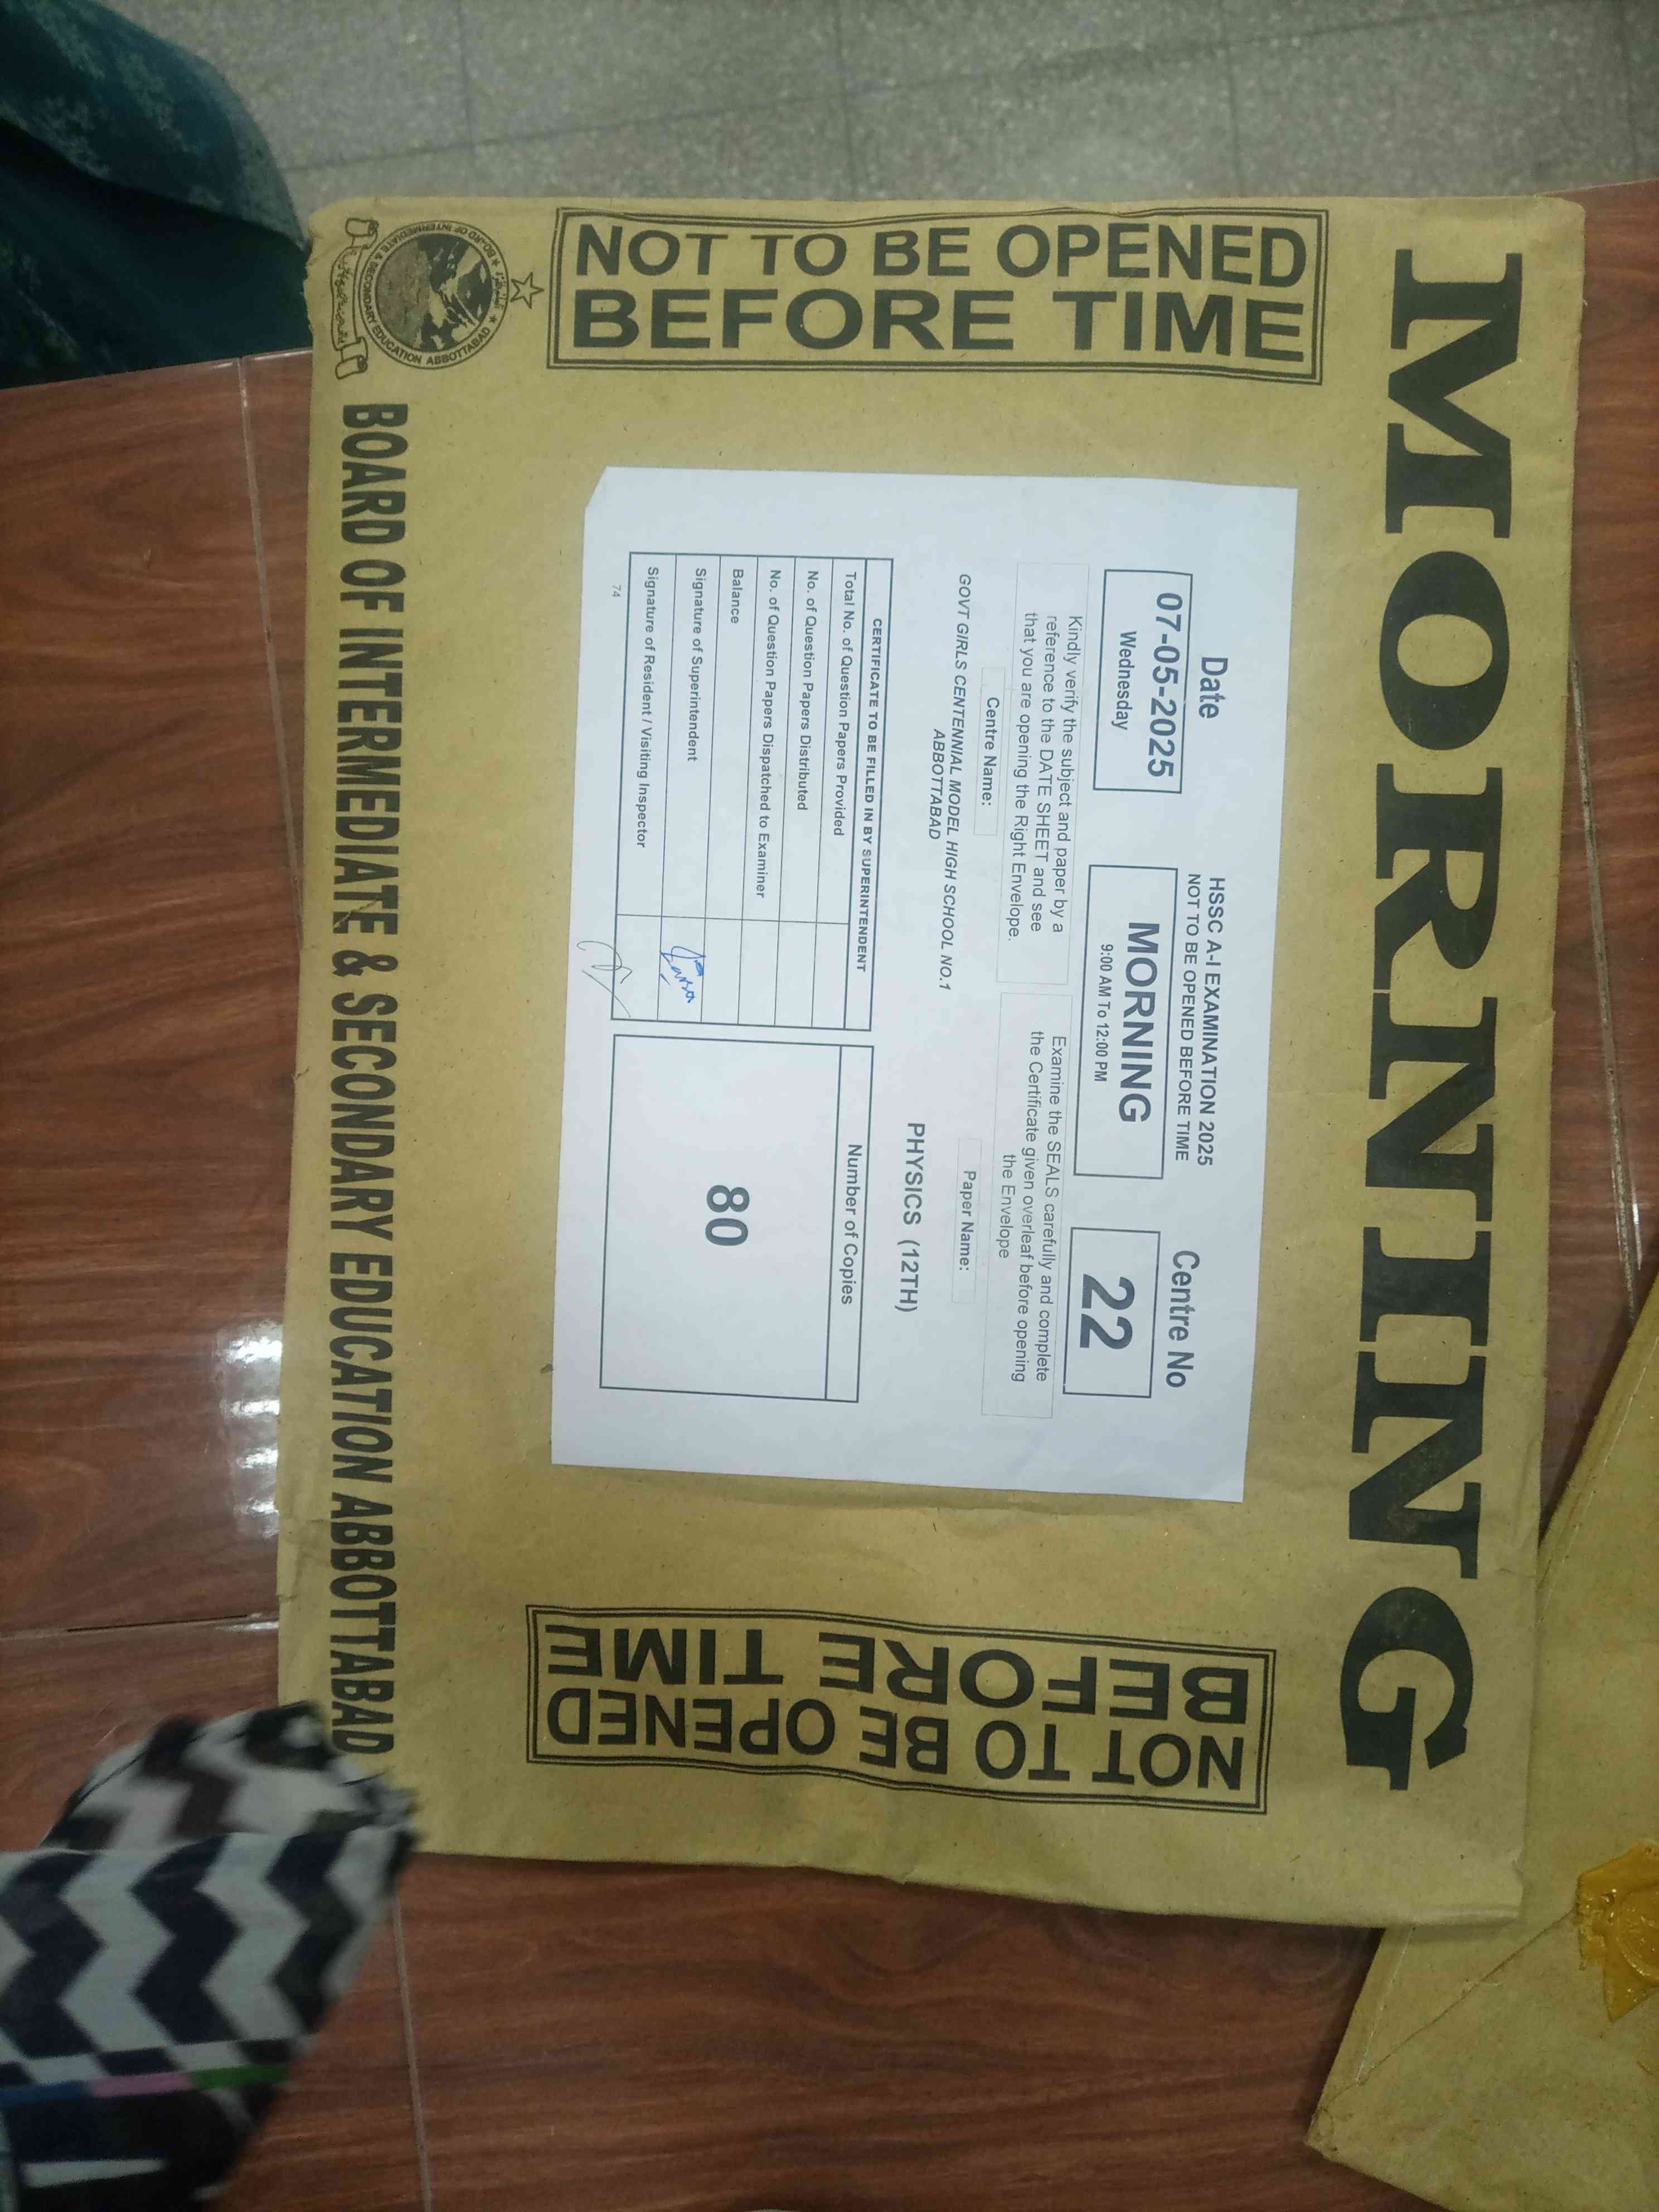 MORNING
NOT TO BE OPENED
BEFORE TIME
Date
07-05-2025
Wednesday
HSSC A-I EXAMINATION 2025
NOT TO BE OPENED BEFORE TIME
MORNING
9:00 AM To 12:00 PM
Centre No
22
Kindly verify the subject and paper by a
reference to the DATE SHEET and see
that you are opening the Right Envelope.
Examine the SEALS carefully and complete
the Certificate given overleaf before opening
the Envelope
Centre Name:
GOVT GIRLS CENTENNIAL MODEL HIGH SCHOOL NO.1
ABBOTTABAD
Paper Name:
PHYSICS (12TH)
CERTIFICATE TO BE FILLED IN BY SUPERINTENDENT
Total No. of Question Papers Provided
No. of Question Papers Distributed
No. of Question Papers Dispatched to Examiner
Balance
Signature of Superintendent
Signature of Resident / Visiting Inspector
74
Number of Copies
80
NOT TO BE OPENED
BEFORE TIME
BOARD OF INTERMEDIATE & SECONDARY EDUCATION ABBOTTABAD
BOARD OF INTERMEDIATE & SECONDARY EDUCATION ABBOTTABAD